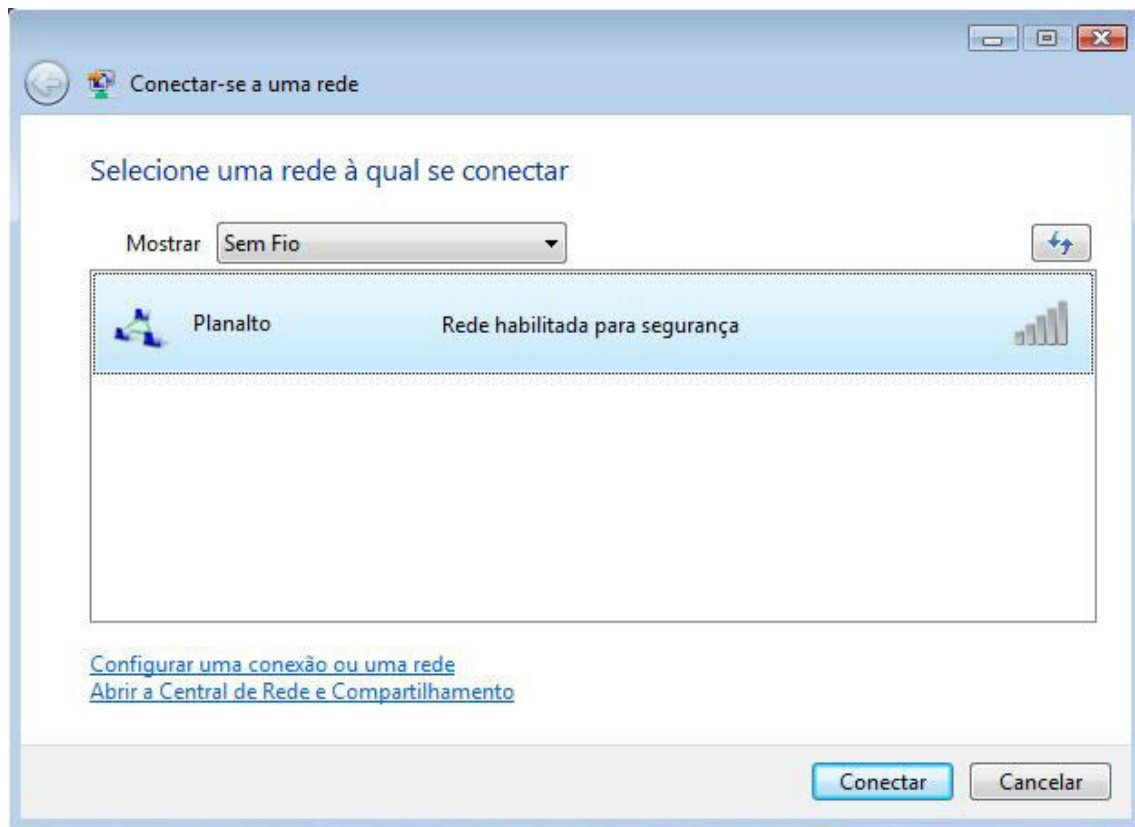 Conectar-se a uma rede
Selecione uma rede à qual se conectar
Mostrar Sem Fio
Planalto Rede habilitada para segurança
Configurar uma conexão ou uma rede
Abrir a Central de Rede e Compartilhamento
Conectar Cancelar